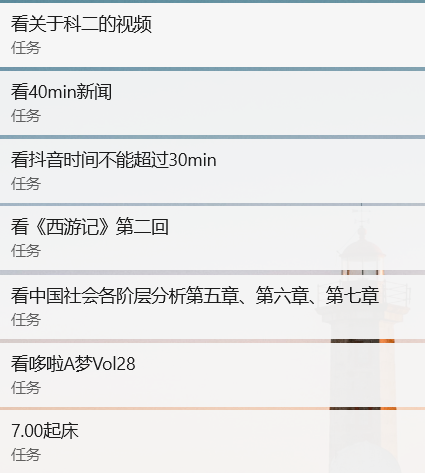 看关于科二的视频
任务
看40min新闻
任务
看抖音时间不能超过30min
任务
看《西游记》第二回
任务
看中国社会各阶层分析第五章、第六章、第七章
任务
看哆啦A梦Vol28
任务
7.00起床
任务